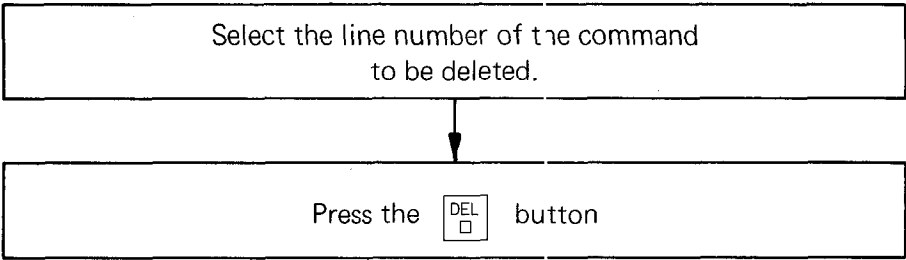 Select the line number of the command
to be deleted.
Press the DEL button